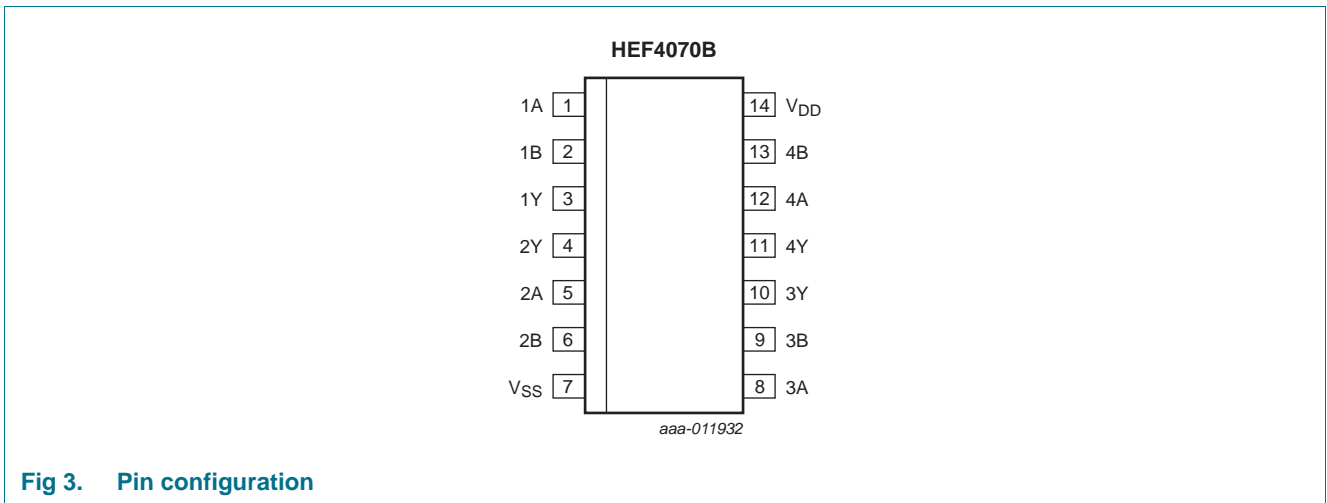 HEF4070B
1A 1 14 VDD
1B 2 13 4B
1Y 3 12 4A
2Y 4 11 4Y
2A 5 10 3Y
2B 6 9 3B
VSS 7 8 3A
aaa-011932
Fig 3. Pin configuration